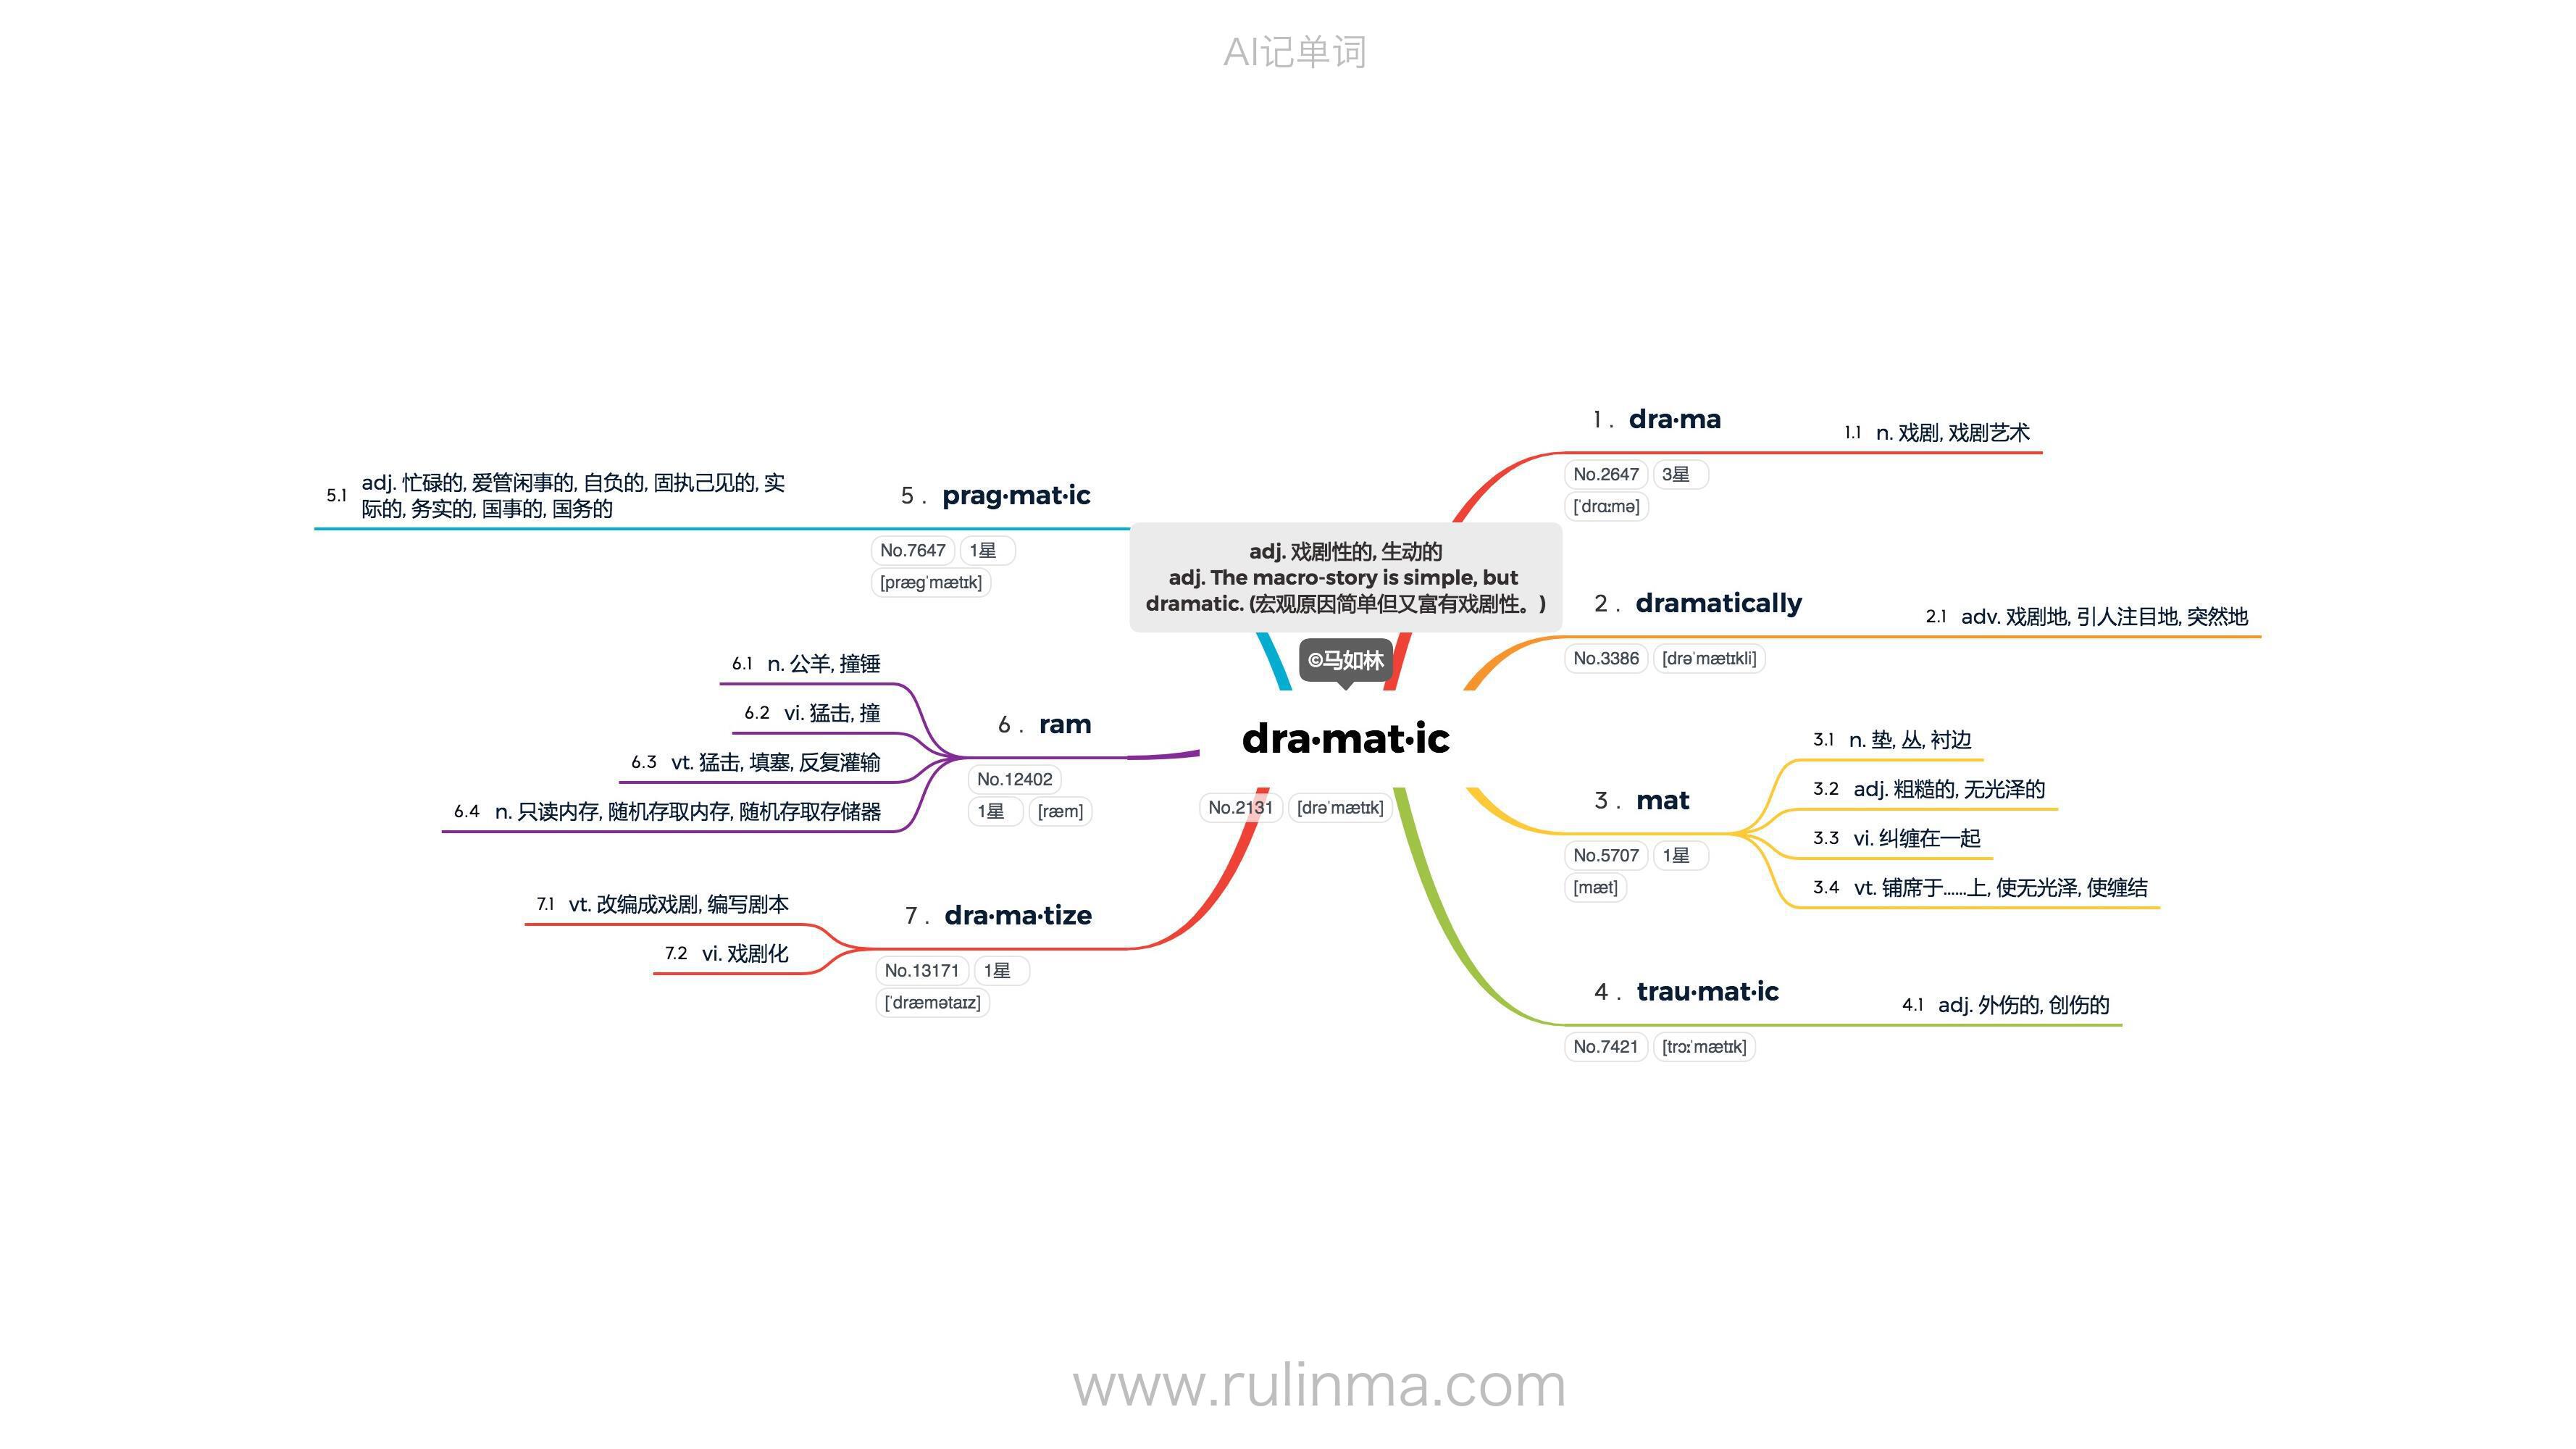 AI记单词
adj. 戏剧性的, 生动的
adj. The macro-story is simple, but
dramatic. (宏观原因简单但又富有戏剧性。)
©马如林
dra·mat·ic
No.2131 [drəˈmætɪk]
1 . dra·ma
No.2647 3星
[ˈdrɑːmə]
1.1 n. 戏剧, 戏剧艺术
2 . dramatically
No.3386 [drəˈmætɪkli]
2.1 adv. 戏剧地, 引人注目地, 突然地
3 . mat
No.5707 1星
[mæt]
3.1 n. 垫, 丛, 衬边
3.2 adj. 粗糙的, 无光泽的
3.3 vi. 纠缠在一起
3.4 vt. 铺席于......上, 使无光泽, 使缠结
4 . trau·mat·ic
No.7421 [trɔːˈmætɪk]
4.1 adj. 外伤的, 创伤的
5 . prag·mat·ic
No.7647 1星
[præɡˈmætɪk]
5.1 adj. 忙碌的, 爱管闲事的, 自负的, 固执己见的, 实
际的, 务实的, 国事的, 国务的
6 . ram
No.12402
1星 [ræm]
6.1 n. 公羊, 撞锤
6.2 vi. 猛击, 撞
6.3 vt. 猛击, 填塞, 反复灌输
6.4 n. 只读内存, 随机存取内存, 随机存取存储器
7 . dra·ma·tize
No.13171 1星
[ˈdræmətaɪz]
7.1 vt. 改编成戏剧, 编写剧本
7.2 vi. 戏剧化
www.rulinma.com